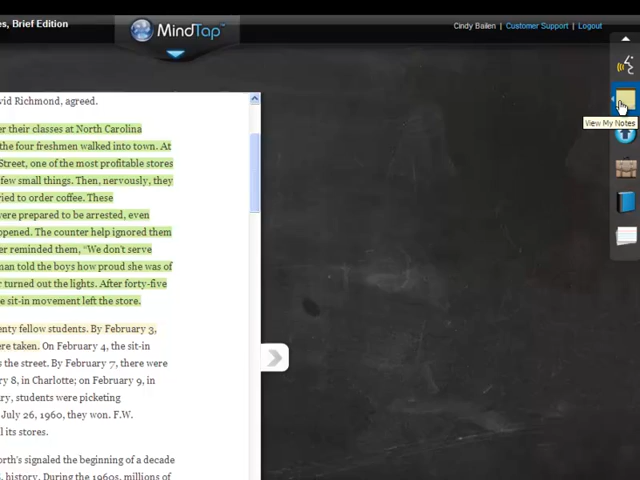 es, Brief Edition
MindTap
Cindy Bailen | Customer Support | Logout
View My Notes
vid Richmond, agreed.
er their classes at North Carolina
the four freshmen walked into town. At
Street, one of the most profitable stores
few small things. Then, nervously, they
ried to order coffee. These
were prepared to be arrested, even
appened. The counter help ignored them
er reminded them, “We don't serve
man told the boys how proud she was of
r turned out the lights. After forty-five
e sit-in movement left the store.
enty fellow students. By February 3,
ere taken. On February 4, the sit-in
s the street. By February 7, there were
ry 8, in Charlotte; on February 9, in
ary, students were picketing
July 26, 1960, they won. F.W.
l its stores.
orth's signaled the beginning of a decade
, history. During the 1960s, millions of